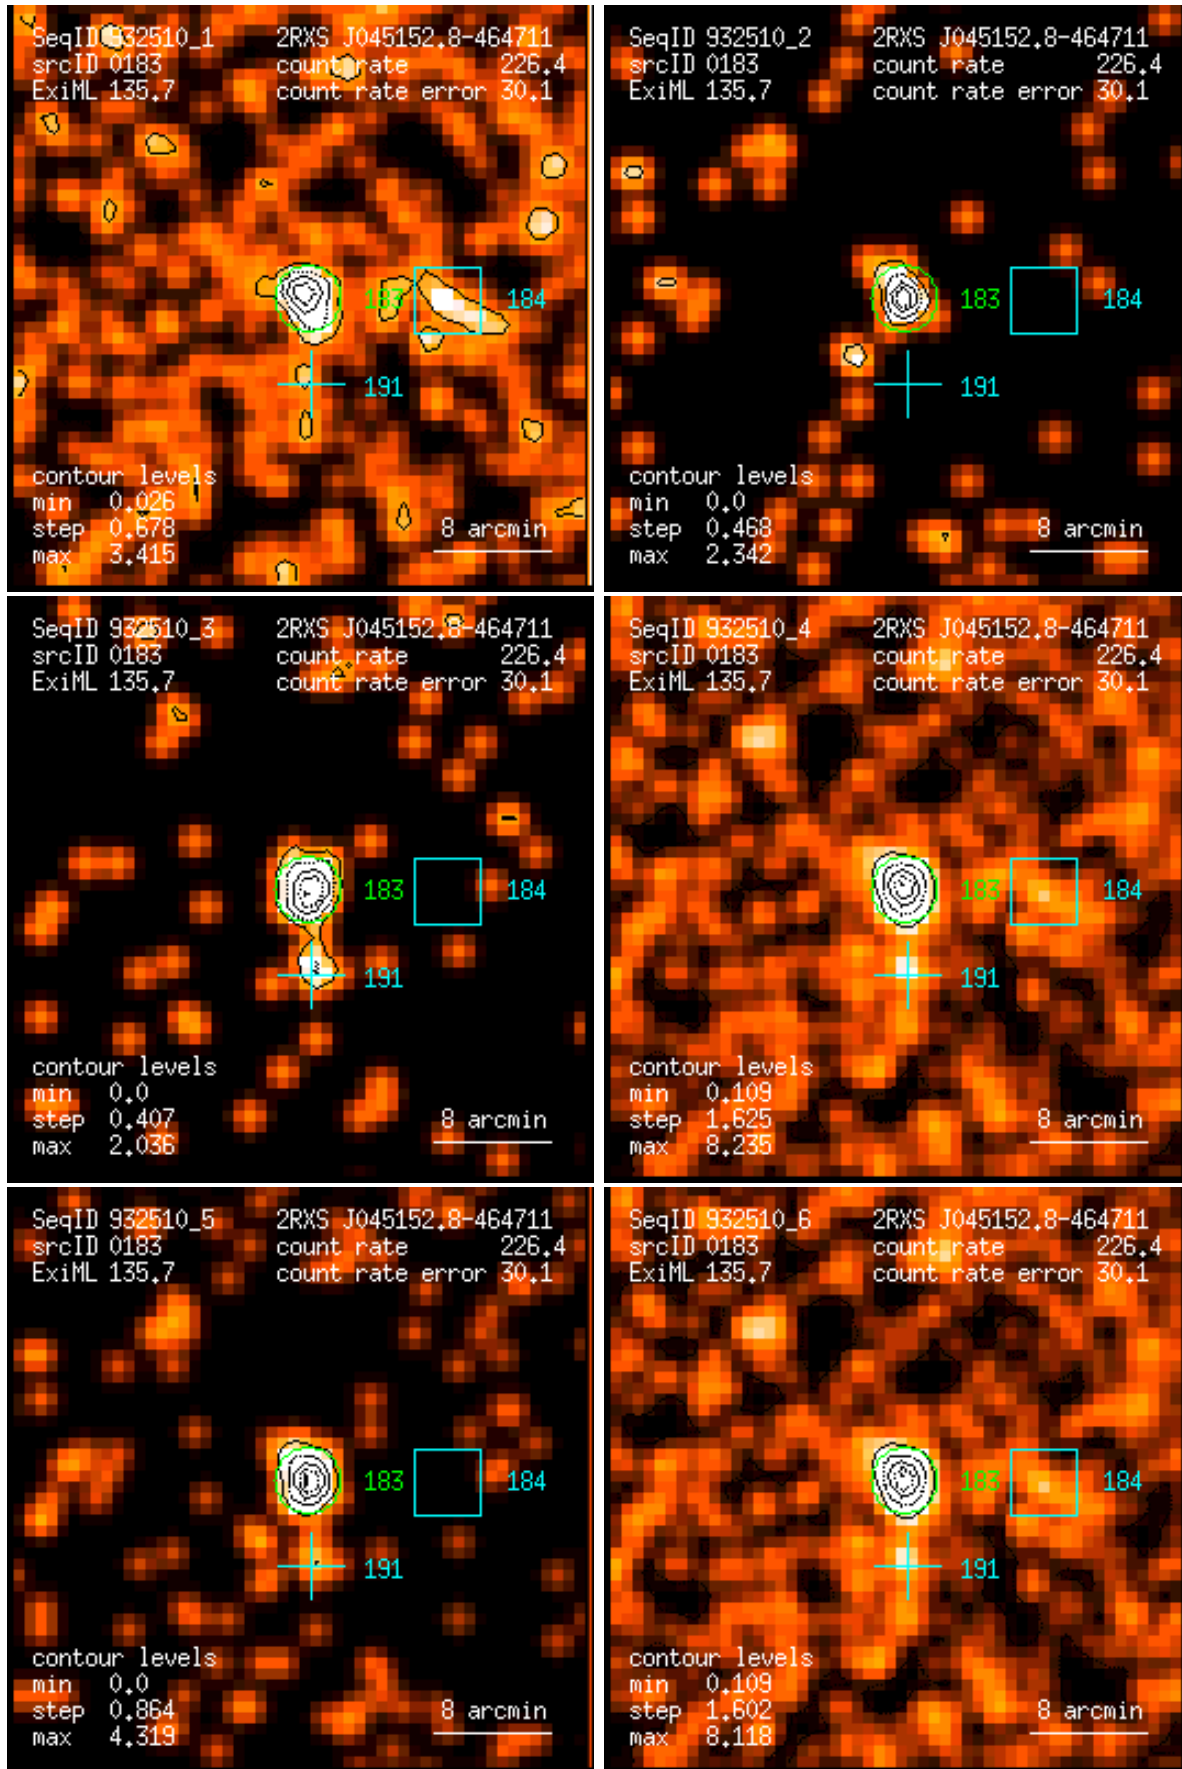 SeqID 932510_1 2RXS J045152.8-464711
srcID 0183 count rate 226.4
ExiML 135.7 count rate error 30.1
183 184
191
contour levels
min 0.026
step 0.678 8 arcmin
max 3.415
SeqID 932510_2 2RXS J045152.8-464711
srcID 0183 count rate 226.4
ExiML 135.7 count rate error 30.1
183 184
191
contour levels
min 0.0
step 0.468 8 arcmin
max 2.342
SeqID 932510_3 2RXS J045152.8-464711
srcID 0183 count rate 226.4
ExiML 135.7 count rate error 30.1
183 184
191
contour levels
min 0.0
step 0.407 8 arcmin
max 2.036
SeqID 932510_4 2RXS J045152.8-464711
srcID 0183 count rate 226.4
ExiML 135.7 count rate error 30.1
183 184
191
contour levels
min 0.109
step 1.625 8 arcmin
max 8.235
SeqID 932510_5 2RXS J045152.8-464711
srcID 0183 count rate 226.4
ExiML 135.7 count rate error 30.1
183 184
191
contour levels
min 0.0
step 0.864 8 arcmin
max 4.319
SeqID 932510_6 2RXS J045152.8-464711
srcID 0183 count rate 226.4
ExiML 135.7 count rate error 30.1
183 184
191
contour levels
min 0.109
step 1.602 8 arcmin
max 8.118